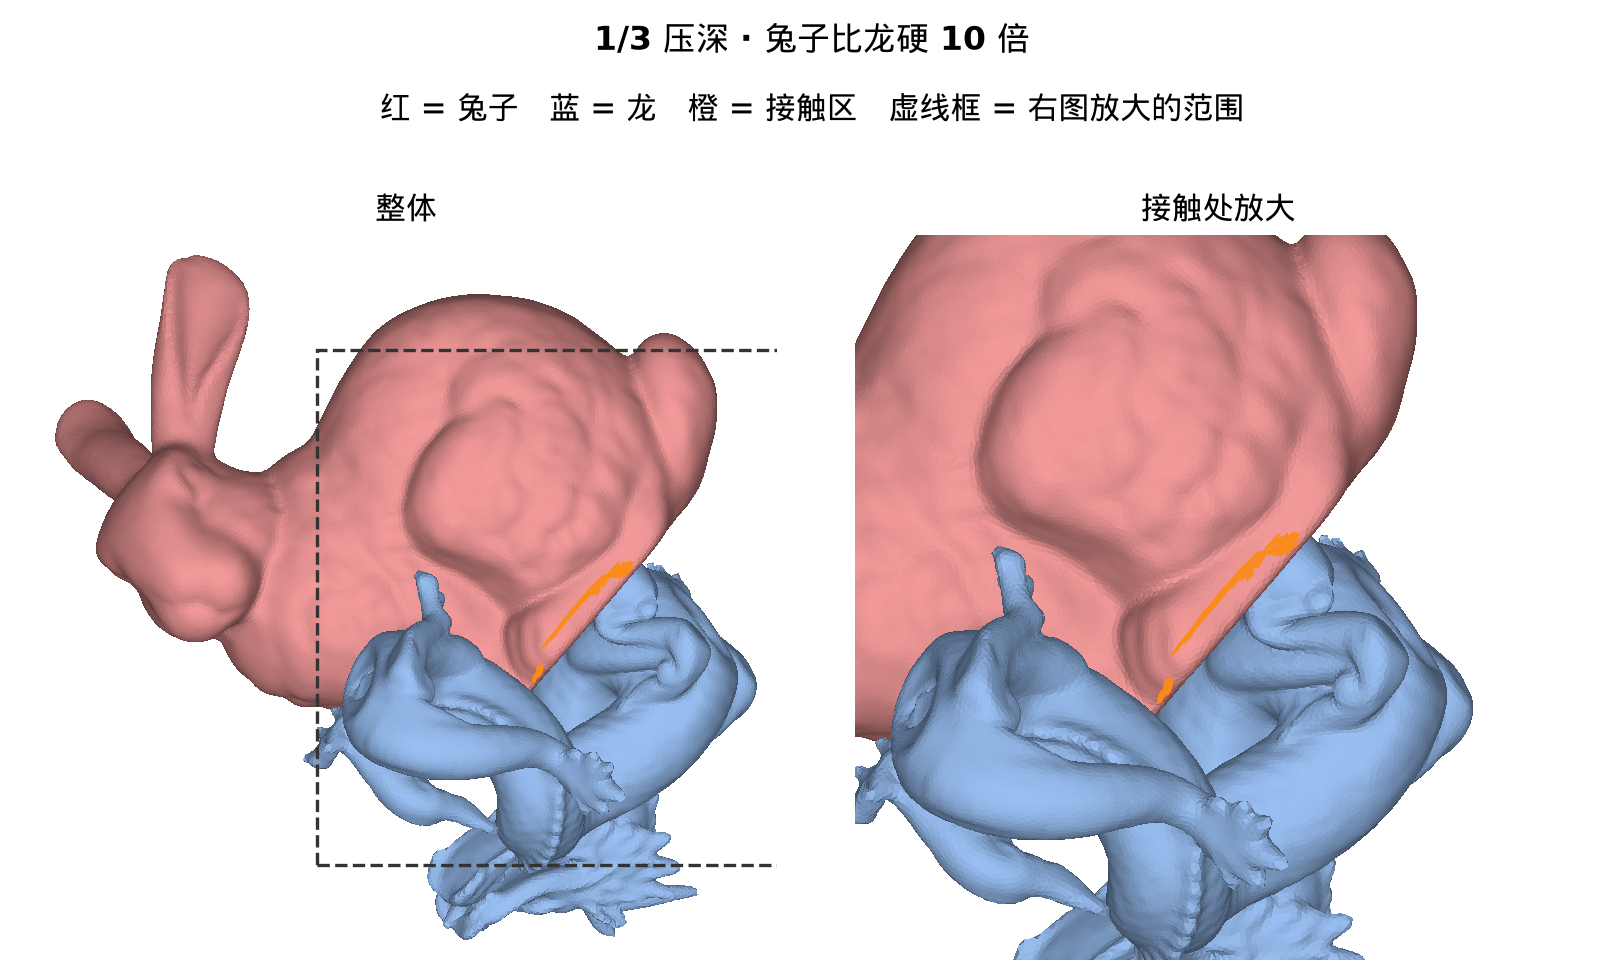 1/3 压深 · 兔子比龙硬 10 倍
红 = 兔子 蓝 = 龙 橙 = 接触区 虚线框 = 右图放大的范围
整体
接触处放大